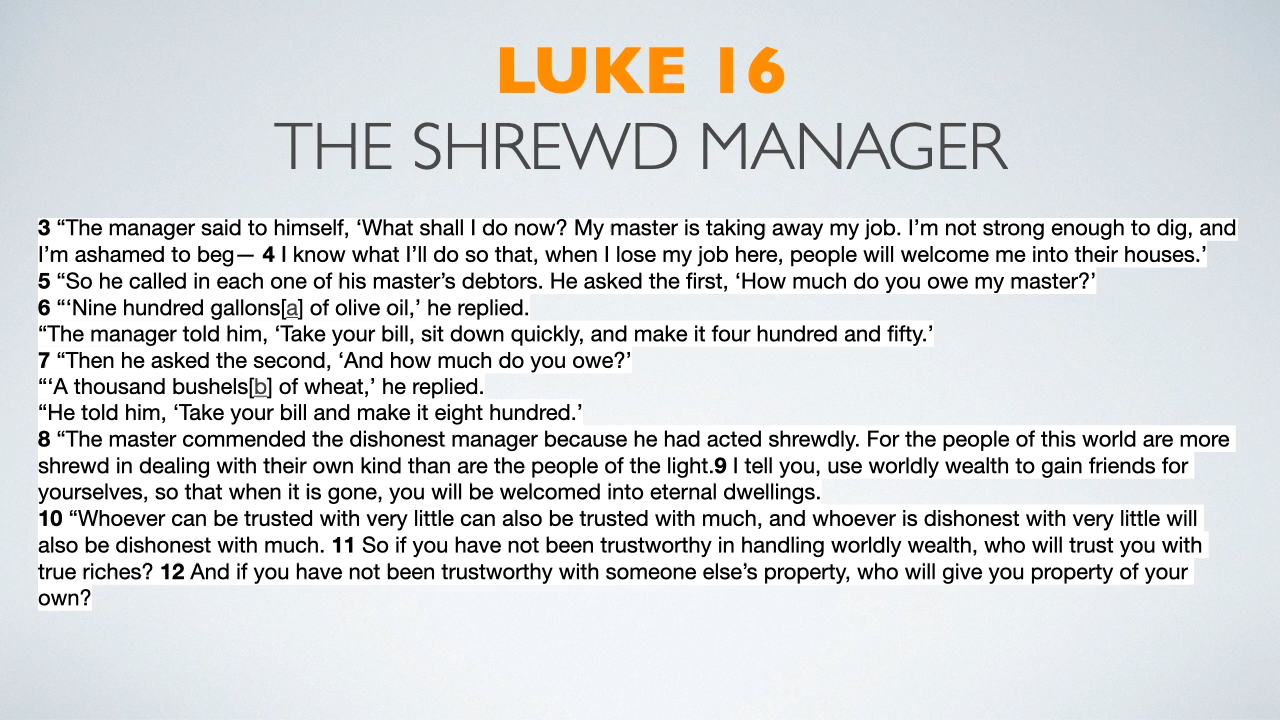 LUKE 16
THE SHREWD MANAGER
3 “The manager said to himself, ‘What shall I do now? My master is taking away my job. I’m not strong enough to dig, and
I’m ashamed to beg— 4 I know what I’ll do so that, when I lose my job here, people will welcome me into their houses.’
5 “So he called in each one of his master’s debtors. He asked the first, ‘How much do you owe my master?’
6 “‘Nine hundred gallons[a] of olive oil,’ he replied.
“The manager told him, ‘Take your bill, sit down quickly, and make it four hundred and fifty.’
7 “Then he asked the second, ‘And how much do you owe?’
“‘A thousand bushels[b] of wheat,’ he replied.
“He told him, ‘Take your bill and make it eight hundred.’
8 “The master commended the dishonest manager because he had acted shrewdly. For the people of this world are more
shrewd in dealing with their own kind than are the people of the light.9 I tell you, use worldly wealth to gain friends for
yourselves, so that when it is gone, you will be welcomed into eternal dwellings.
10 “Whoever can be trusted with very little can also be trusted with much, and whoever is dishonest with very little will
also be dishonest with much. 11 So if you have not been trustworthy in handling worldly wealth, who will trust you with
true riches? 12 And if you have not been trustworthy with someone else’s property, who will give you property of your
own?